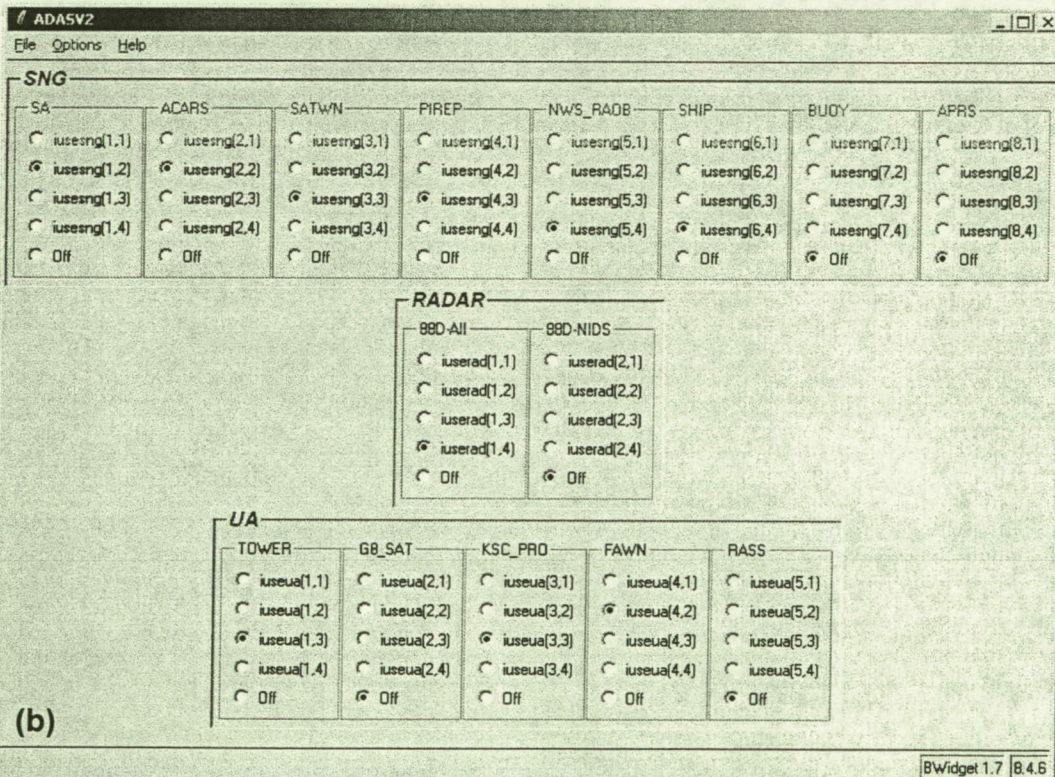 ADASV2
File Options Help
SNG
SA ACARS SATWN PIREP NWS_RAOB SHIP BUOY APRS
iusesng(1,1) iusesng(2,1) iusesng(3,1) iusesng(4,1) iusesng(5,1) iusesng(6,1) iusesng(7,1) iusesng(8,1)
iusesng(1,2) iusesng(2,2) iusesng(3,2) iusesng(4,2) iusesng(5,2) iusesng(6,2) iusesng(7,2) iusesng(8,2)
iusesng(1,3) iusesng(2,3) iusesng(3,3) iusesng(4,3) iusesng(5,3) iusesng(6,3) iusesng(7,3) iusesng(8,3)
iusesng(1,4) iusesng(2,4) iusesng(3,4) iusesng(4,4) iusesng(5,4) iusesng(6,4) iusesng(7,4) iusesng(8,4)
Off Off Off Off Off Off Off Off
RADAR
88D-All 88D-NIDS
iuserad(1,1) iuserad(2,1)
iuserad(1,2) iuserad(2,2)
iuserad(1,3) iuserad(2,3)
iuserad(1,4) iuserad(2,4)
Off Off
UA
TOWER G8_SAT KSC_PRO FAWN RASS
iuseua(1,1) iuseua(2,1) iuseua(3,1) iuseua(4,1) iuseua(5,1)
iuseua(1,2) iuseua(2,2) iuseua(3,2) iuseua(4,2) iuseua(5,2)
iuseua(1,3) iuseua(2,3) iuseua(3,3) iuseua(4,3) iuseua(5,3)
iuseua(1,4) iuseua(2,4) iuseua(3,4) iuseua(4,4) iuseua(5,4)
Off Off Off Off Off
(b)
BWidget 1.7 8.4.6